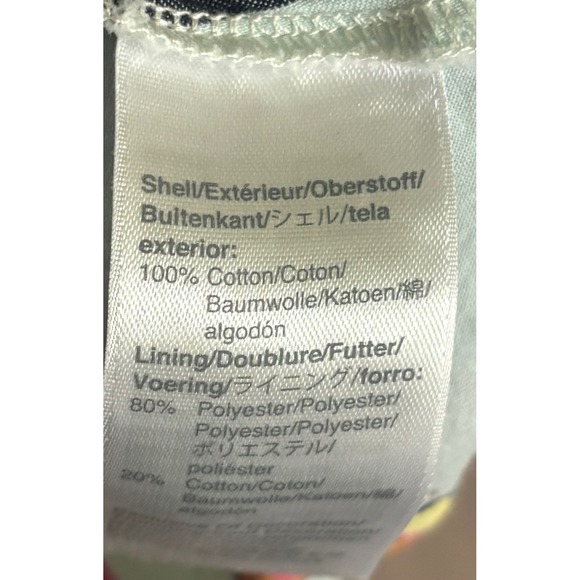 Shell/Extérieur/Oberstoff/
Buitenkant/シェル/tela
exterior:
100% Cotton/Coton/
Baumwolle/Katoen/綿/
algodón
Lining/Doublure/Futter/
Voering/ライニング/forro:
80% Polyester/Polyester/
Polyester/Polyester/
ポリエステル/
poliéster
20% Cotton/Coton/
Baumwolle/Katoen/綿/
algodón